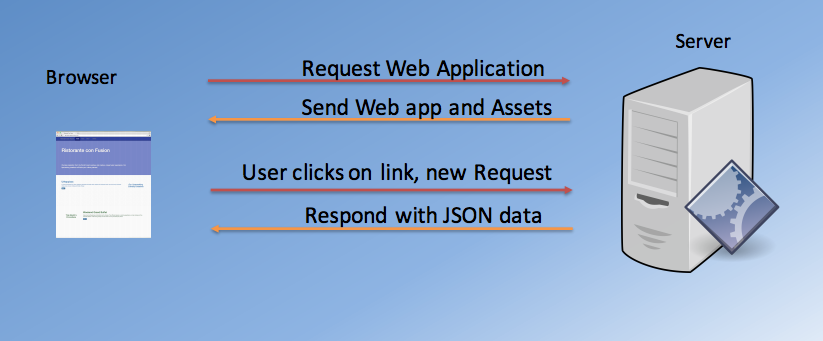 Server
Browser
Request Web Application
Send Web app and Assets
Ristorante con Fusion
User clicks on link, new Request
Respond with JSON data